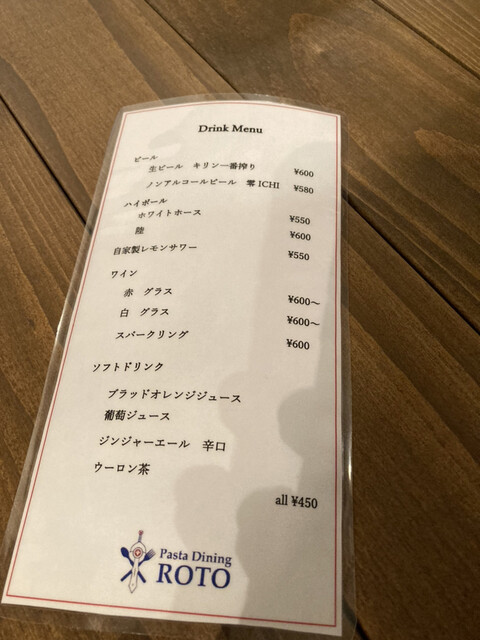 Drink Menu
ビール
生ビール キリン一番搾り ¥600
ノンアルコールビール 零ICHI ¥580
ハイボール
ホワイトホース ¥550
陸 ¥600
自家製レモンサワー ¥550
ワイン
赤 グラス ¥600～
白 グラス ¥600～
スパークリング ¥600
ソフトドリンク
ブラッドオレンジジュース
葡萄ジュース
ジンジャーエール 辛口
ウーロン茶
all ¥450
Pasta Dining
ROTO